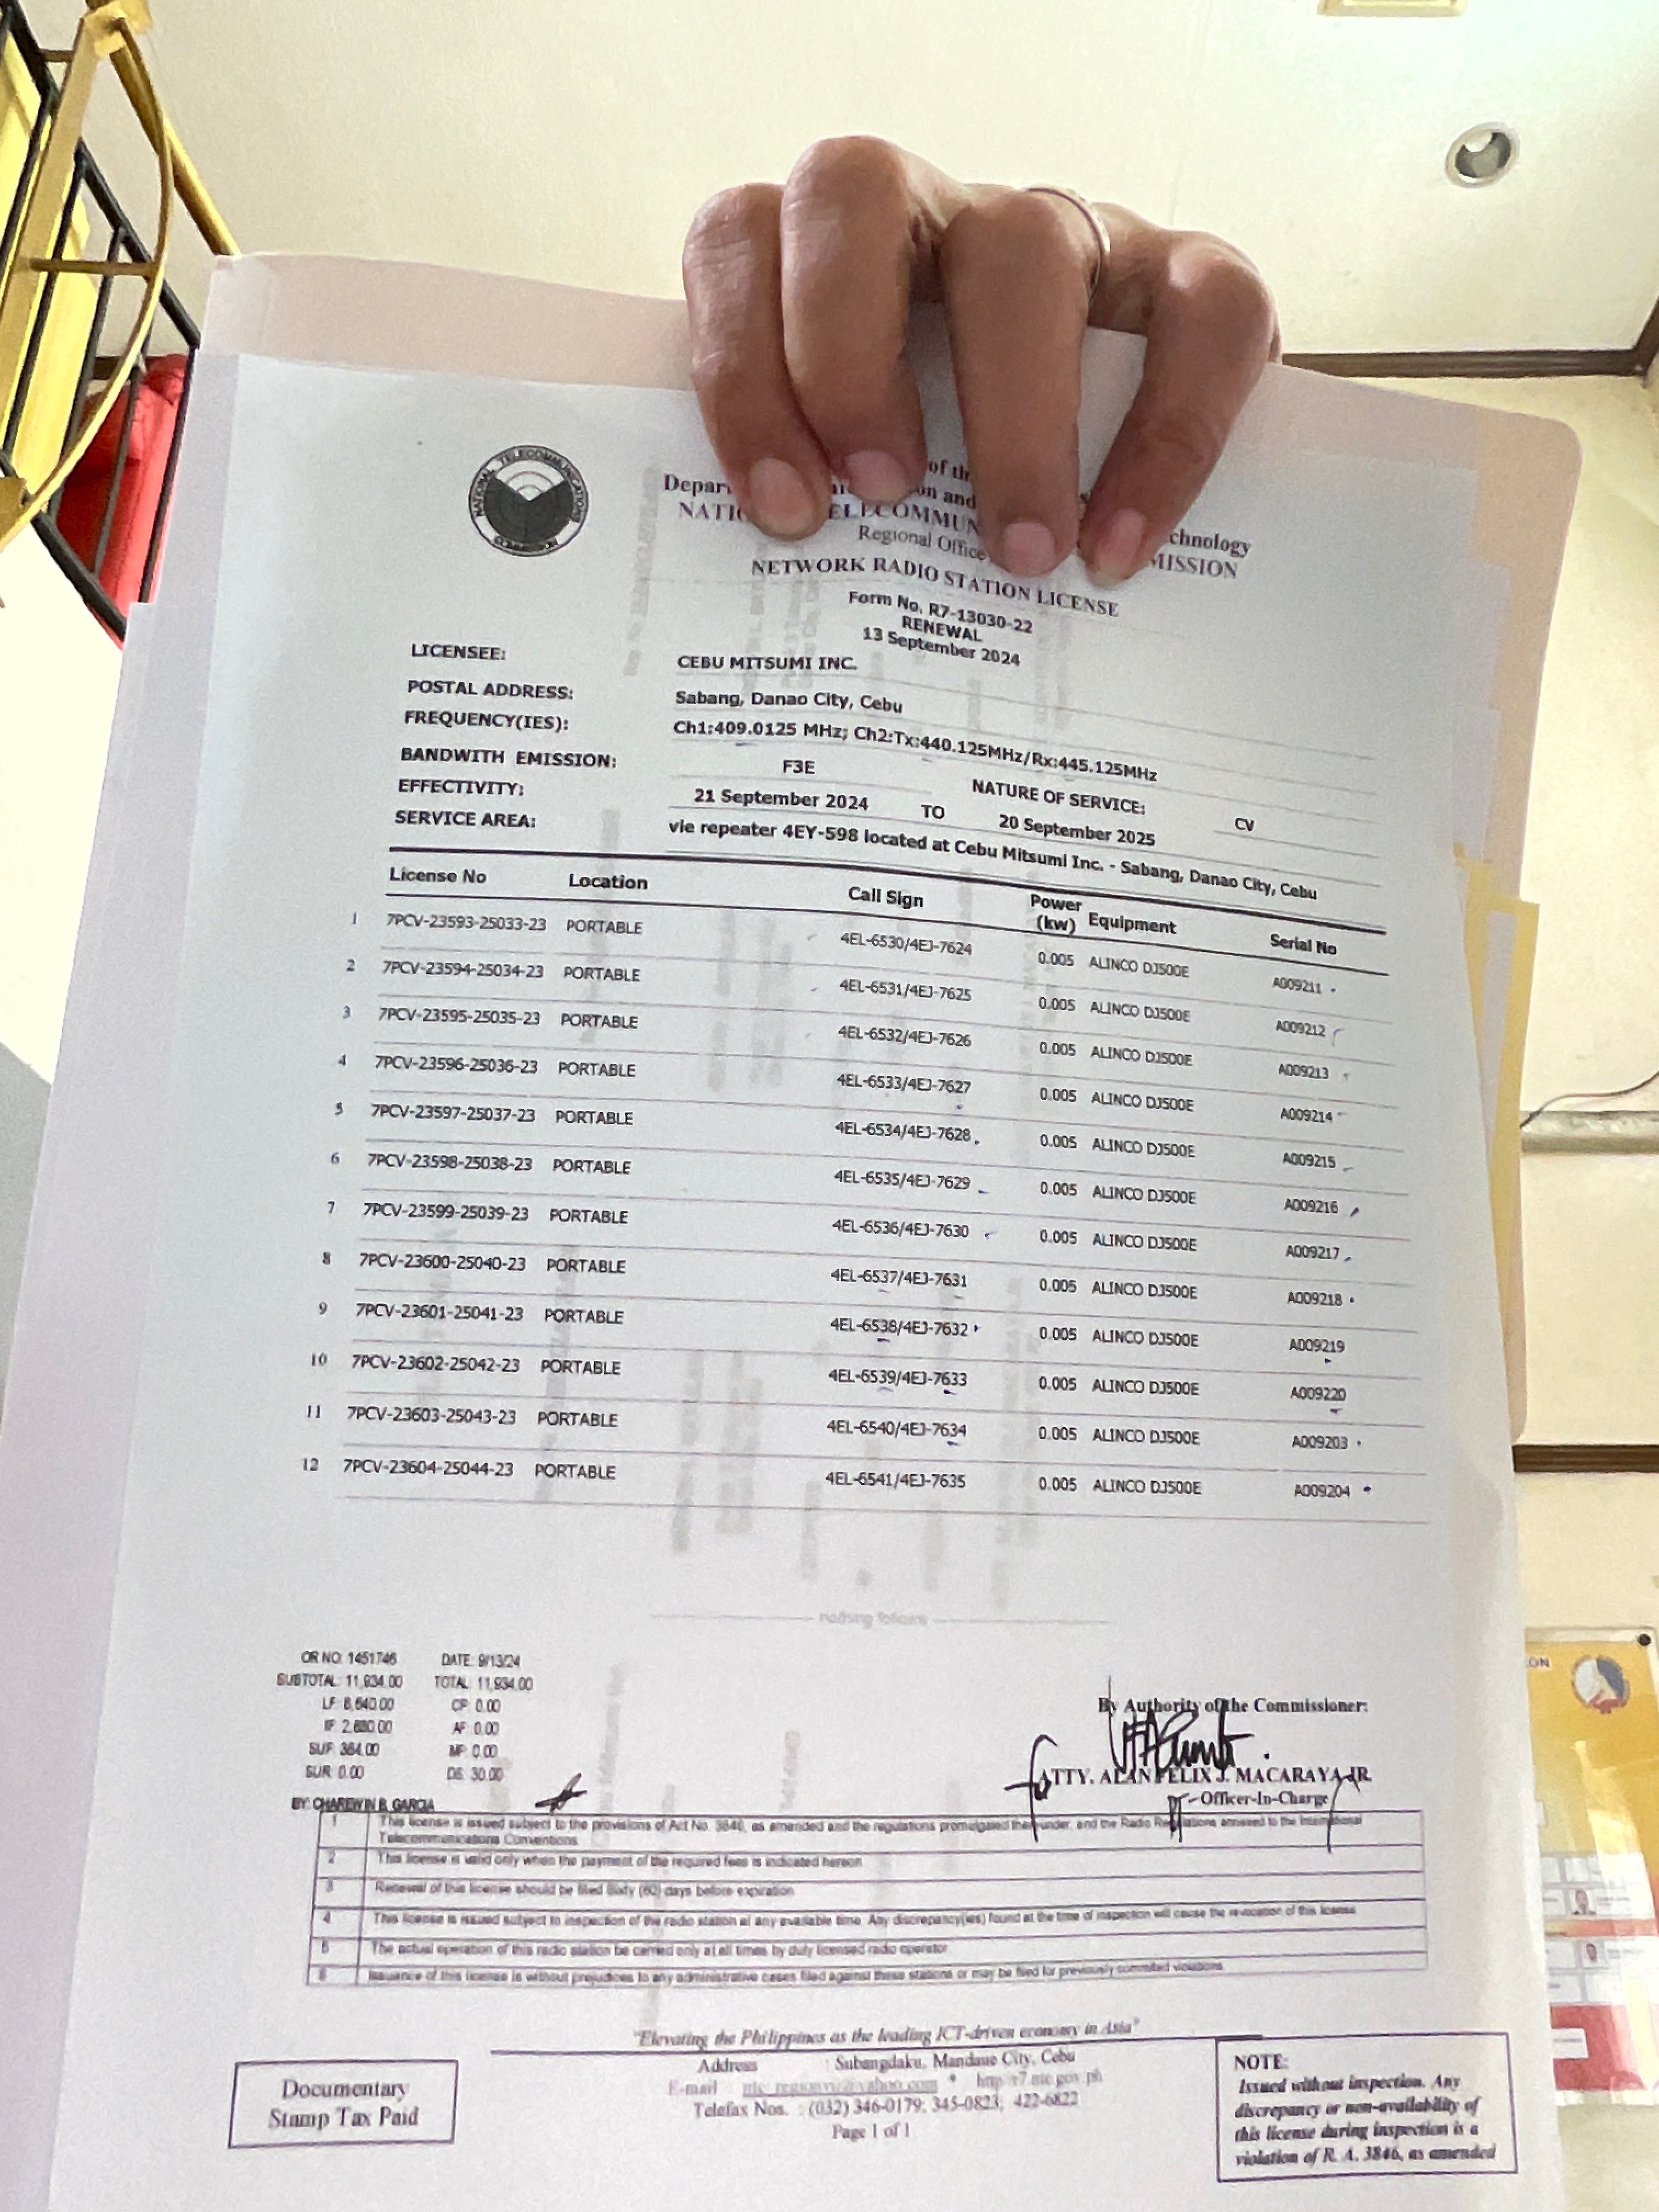 NATIONAL TELECOMMUNICATIONS
COMMISSION
of the
on and chnology
ELECOMMUN MISSION
Regional Office
NETWORK RADIO STATION LICENSE
Form No. R7-13030-22
RENEWAL
13 September 2024
LICENSEE: CEBU MITSUMI INC.
POSTAL ADDRESS: Sabang, Danao City, Cebu
FREQUENCY(IES): Ch1:409.0125 MHz; Ch2:Tx:440.125MHz/Rx:445.125MHz
BANDWITH EMISSION: F3E NATURE OF SERVICE: CV
EFFECTIVITY: 21 September 2024 TO 20 September 2025
SERVICE AREA: vie repeater 4EY-598 located at Cebu Mitsumi Inc. - Sabang, Danao City, Cebu
License No Location Call Sign Power (kw) Equipment Serial No
1 7PCV-23593-25033-23 PORTABLE 4EL-6530/4EJ-7624 0.005 ALINCO DJ500E A009211
2 7PCV-23594-25034-23 PORTABLE 4EL-6531/4EJ-7625 0.005 ALINCO DJ500E A009212
3 7PCV-23595-25035-23 PORTABLE 4EL-6532/4EJ-7626 0.005 ALINCO DJ500E A009213
4 7PCV-23596-25036-23 PORTABLE 4EL-6533/4EJ-7627 0.005 ALINCO DJ500E A009214
5 7PCV-23597-25037-23 PORTABLE 4EL-6534/4EJ-7628 0.005 ALINCO DJ500E A009215
6 7PCV-23598-25038-23 PORTABLE 4EL-6535/4EJ-7629 0.005 ALINCO DJ500E A009216
7 7PCV-23599-25039-23 PORTABLE 4EL-6536/4EJ-7630 0.005 ALINCO DJ500E A009217
8 7PCV-23600-25040-23 PORTABLE 4EL-6537/4EJ-7631 0.005 ALINCO DJ500E A009218
9 7PCV-23601-25041-23 PORTABLE 4EL-6538/4EJ-7632 0.005 ALINCO DJ500E A009219
10 7PCV-23602-25042-23 PORTABLE 4EL-6539/4EJ-7633 0.005 ALINCO DJ500E A009220
11 7PCV-23603-25043-23 PORTABLE 4EL-6540/4EJ-7634 0.005 ALINCO DJ500E A009203
12 7PCV-23604-25044-23 PORTABLE 4EL-6541/4EJ-7635 0.005 ALINCO DJ500E A009204
nothing follows
OR NO: 1451746 DATE: 9/13/24
SUBTOTAL: 11,934.00 TOTAL: 11,934.00
LF: 8,640.00 CP: 0.00
IF: 2,880.00 AF: 0.00
SUF: 384.00 MF: 0.00
SUR: 0.00 DS: 30.00
BY: CHAREWIN B. GARCIA
By Authority of the Commissioner:
ATTY. ALAN FELIX J. MACARAYA JR.
Officer-In-Charge
1 This license is issued subject to the provisions of Act No. 3846, as amended and the regulations promulgated thereunder, and the Radio Regulations annexed to the International
Telecommunications Conventions
2 This license is valid only when the payment of the required fees is indicated hereon
3 Renewal of this license should be filed Sixty (60) days before expiration
4 This license is issued subject to inspection of the radio station at any available time. Any discrepancy(ies) found at the time of inspection will cause the revocation of this license
5 The actual operation of this radio station be carried only at all times by duly licensed radio operator
6 Issuance of this license is without prejudices to any administrative cases filed against these stations or may be filed for previously commited violations
"Elevating the Philippines as the leading ICT-driven economy in Asia"
Address : Subangdaku, Mandaue City, Cebu
E-mail : ntc_regionvii@yahoo.com * http://r7.ntc.gov.ph
Telefax Nos. : (032) 346-0179; 345-0823; 422-6822
Page 1 of 1
Documentary
Stamp Tax Paid
NOTE:
Issued without inspection. Any
discrepancy or non-availability of
this license during inspection is a
violation of R. A. 3846, as amended